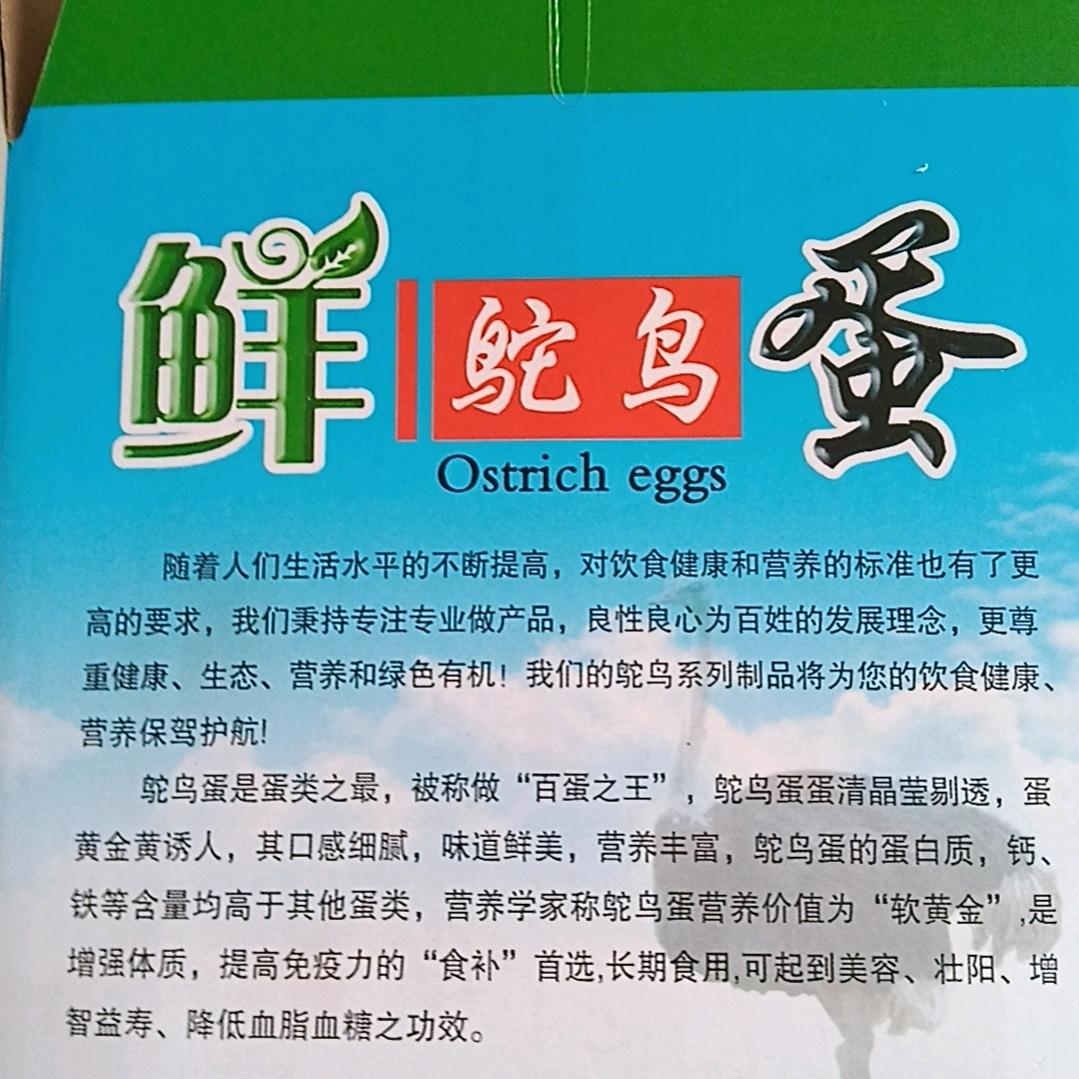 鲜鸵鸟蛋
Ostrich eggs
随着人们生活水平的不断提高，对饮食健康和营养的标准也有了更
高的要求，我们秉持专注专业做产品，良性良心为百姓的发展理念，更尊
重健康、生态、营养和绿色有机！我们的鸵鸟系列制品将为您的饮食健康、
营养保驾护航！
鸵鸟蛋是蛋类之最，被称做“百蛋之王”，鸵鸟蛋蛋清晶莹剔透，蛋
黄金黄诱人，其口感细腻，味道鲜美，营养丰富，鸵鸟蛋的蛋白质，钙、
铁等含量均高于其他蛋类，营养学家称鸵鸟蛋营养价值为“软黄金”,是
增强体质，提高免疫力的“食补”首选,长期食用,可起到美容、壮阳、增
智益寿、降低血脂血糖之功效。